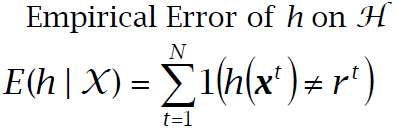 Empirical Error of h on ℋ
E(h | 𝒳) = ∑_{t=1}^{N} 1(h(𝐱^t) ≠ r^t)